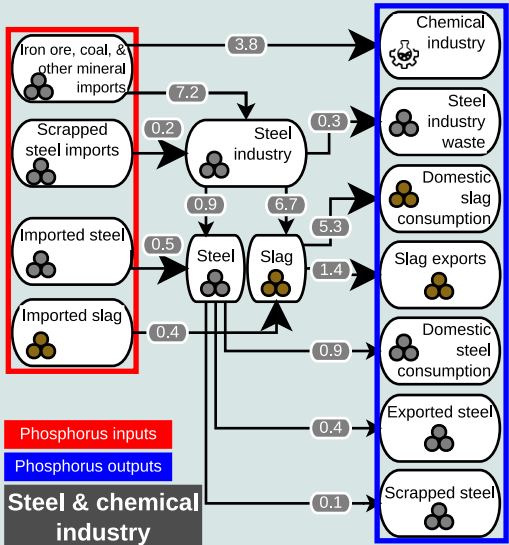 Iron ore, coal, &
other mineral
imports
3.8
Chemical
industry
7.2
Scrapped
steel imports
0.2
Steel
industry
0.3
Steel
industry
waste
0.9
6.7
5.3
Domestic
slag
consumption
Imported steel
0.5
Steel
Slag
1.4
Slag exports
Imported slag
0.4
0.9
Domestic
steel
consumption
0.4
Exported steel
0.1
Scrapped steel
Phosphorus inputs
Phosphorus outputs
Steel & chemical
industry